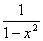 1
1 − x²